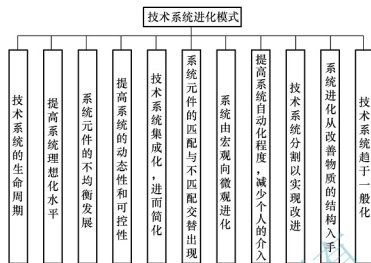 技术系统进化模式
技术系统的生命周期
提高系统理想化水平
系统元件的不均衡发展
提高系统的动态性和可控性
技术系统集成化，进而简化
系统元件的匹配与不匹配交替出现
系统由宏观向微观进化
提高系统自动化程度，减少个人的介入
技术系统分割以实现改进
系统进化从改善物质的结构入手
技术系统趋于一般化
有